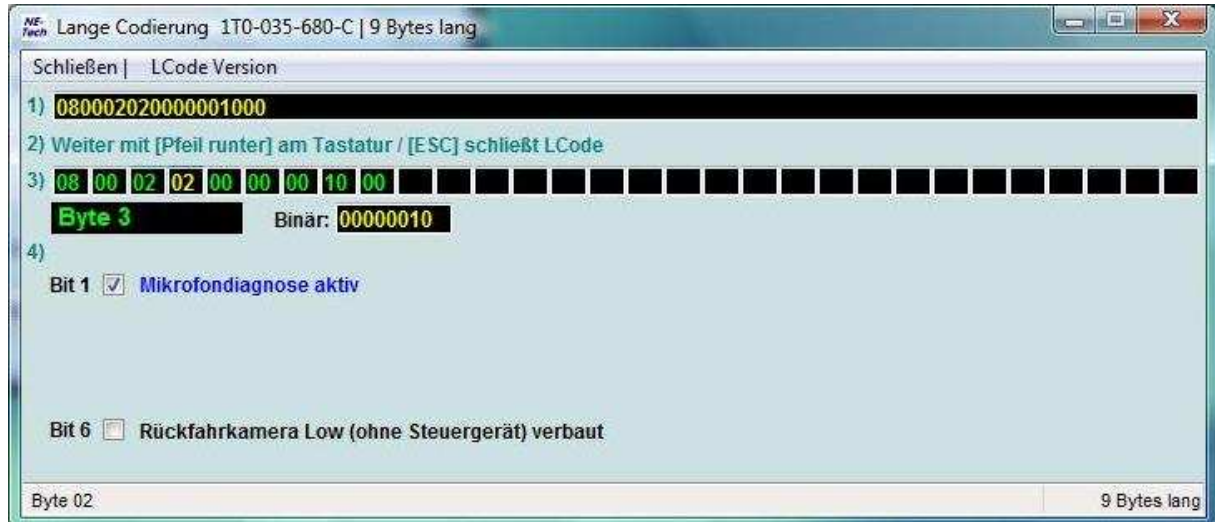 NE-Tech Lange Codierung 1T0-035-680-C | 9 Bytes lang
Schließen | LCode Version
1) 080002020000001000
2) Weiter mit [Pfeil runter] am Tastatur / [ESC] schließt LCode
3) 08 00 02 02 00 00 00 10 00
Byte 3 Binär: 00000010
4)
Bit 1 Mikrofondiagnose aktiv
Bit 6 Rückfahrkamera Low (ohne Steuergerät) verbaut
Byte 02 9 Bytes lang